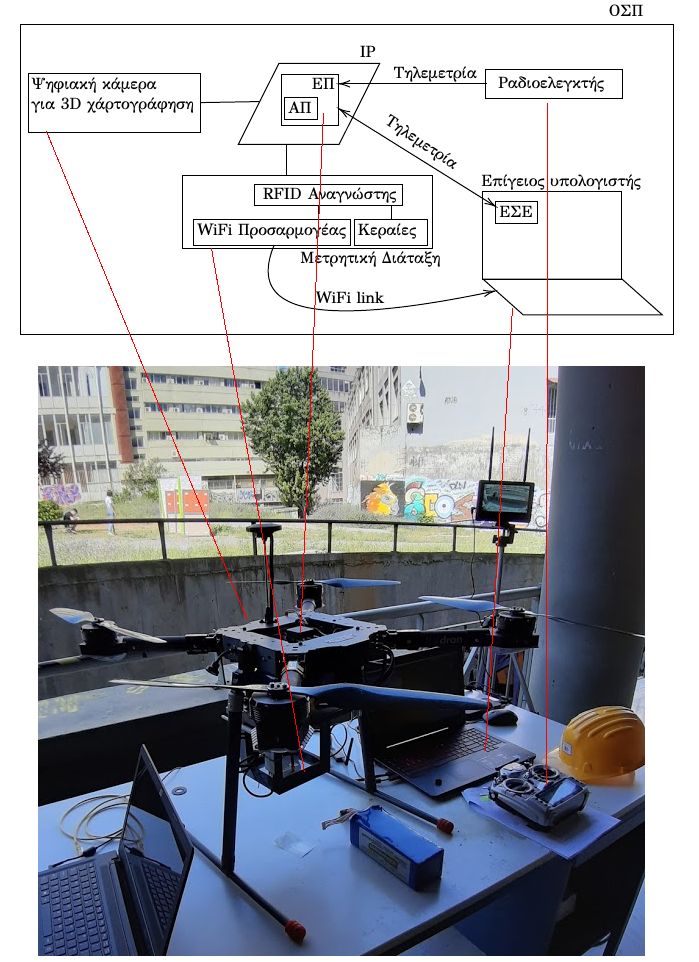 ΟΣΠ
IP
Ψηφιακή κάμερα
για 3D χάρτογράφηση
ΕΠ
ΑΠ
Τηλεμετρία
Ραδιοελεγκτής
Τηλεμετρία
Επίγειος υπολογιστής
ΕΣΕ
RFID Αναγνώστης
WiFi Προσαρμογέας
Κεραίες
Μετρητική Διάταξη
WiFi link
dron